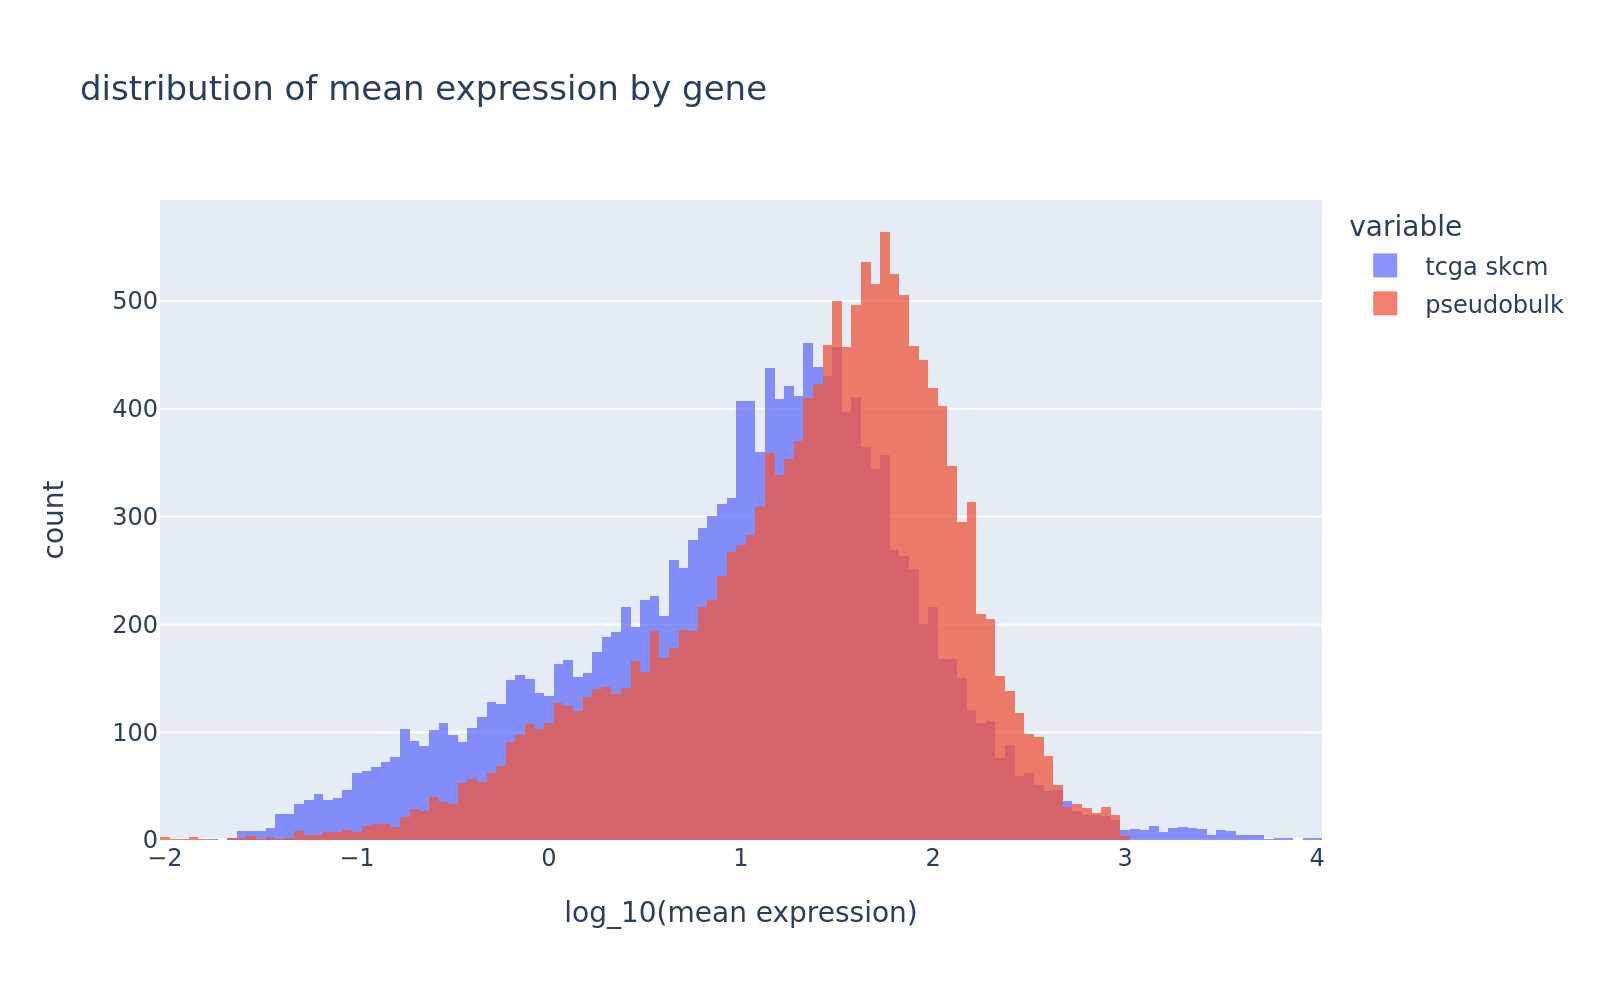 distribution of mean expression by gene
variable
tcga skcm
pseudobulk
count
500
400
300
200
100
0
−2
−1
0
1
2
3
4
log_10(mean expression)